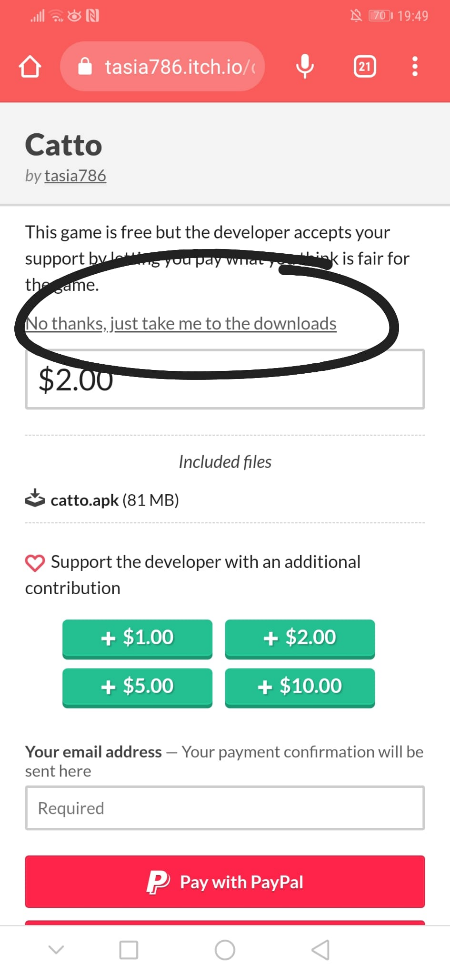 70 19:49
tasia786.itch.io/
21
Catto
by tasia786
This game is free but the developer accepts your
support by letting you pay what you think is fair for
the game.
No thanks, just take me to the downloads
$2.00
Included files
catto.apk (81 MB)
Support the developer with an additional
contribution
+ $1.00 + $2.00
+ $5.00 + $10.00
Your email address — Your payment confirmation will be
sent here
Required
Pay with PayPal